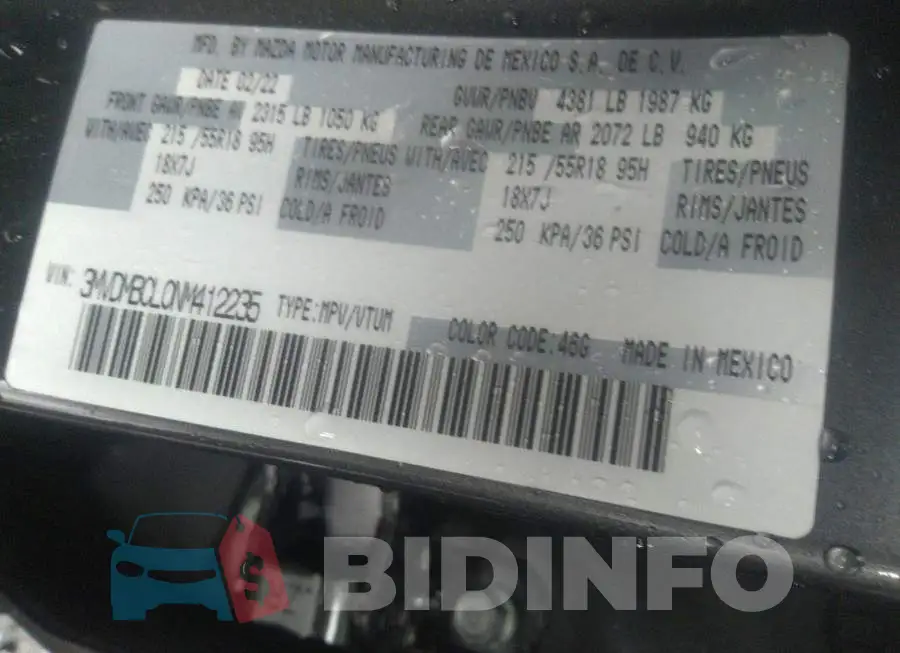 MFD. BY MAZDA MOTOR MANUFACTURING DE MEXICO S.A. DE C.V.
DATE 02/22 GVWR/PNBV 4381 LB 1987 KG
FRONT GAWR/PNBE AR 2315 LB 1050 KG REAR GAWR/PNBE AR 2072 LB 940 KG
WITH/AVEC 215 /55R18 95H TIRES/PNEUS WITH/AVEC 215 /55R18 95H TIRES/PNEUS
18X7J RIMS/JANTES 18X7J RIMS/JANTES
250 KPA/36 PSI COLD/A FROID 250 KPA/36 PSI COLD/A FROID
VIN: 3MVDMBCL0NM412235 TYPE:MPV/VTUM COLOR CODE:46G MADE IN MEXICO
BIDINFO